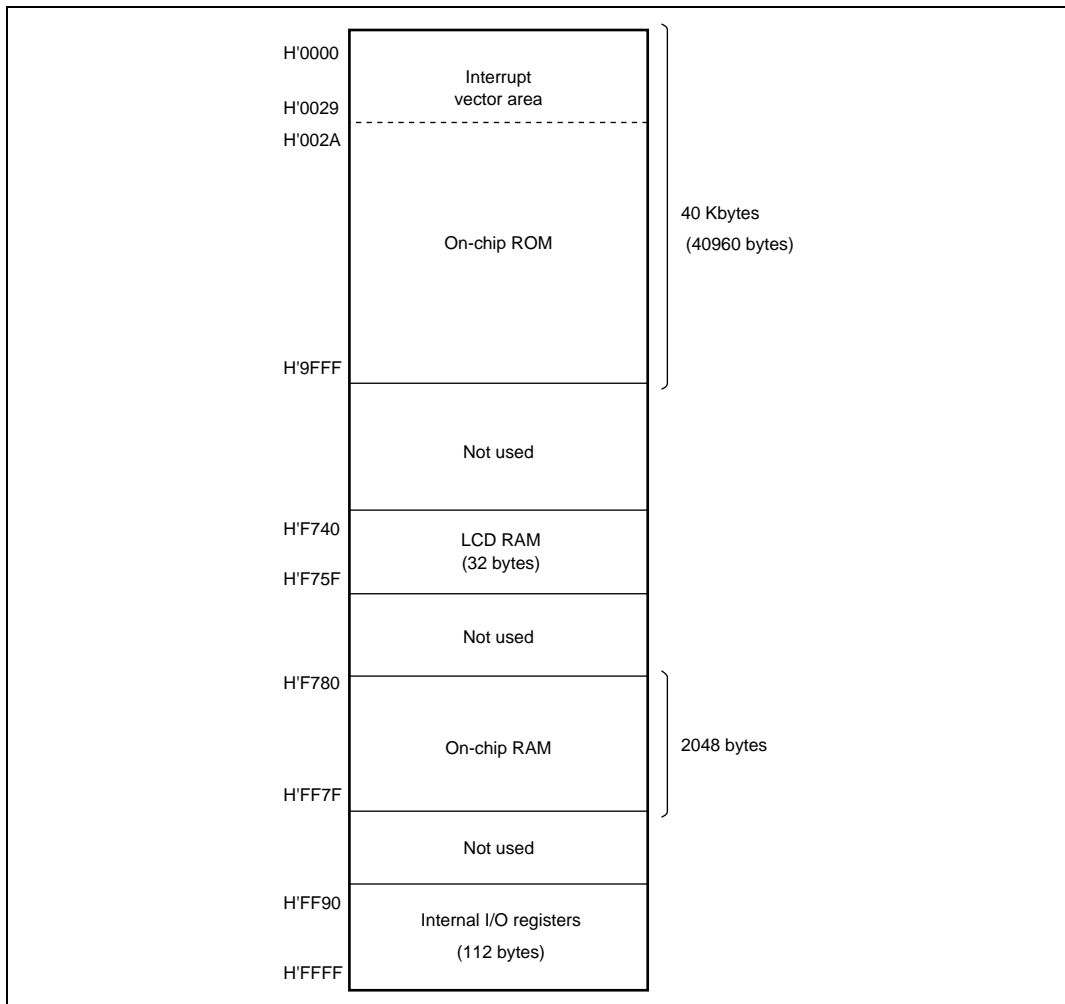 H'0000
Interrupt
vector area
H'0029
H'002A
40 Kbytes
(40960 bytes)
On-chip ROM
H'9FFF
Not used
H'F740
LCD RAM
(32 bytes)
H'F75F
Not used
H'F780
On-chip RAM
2048 bytes
H'FF7F
Not used
H'FF90
Internal I/O registers
(112 bytes)
H'FFFF